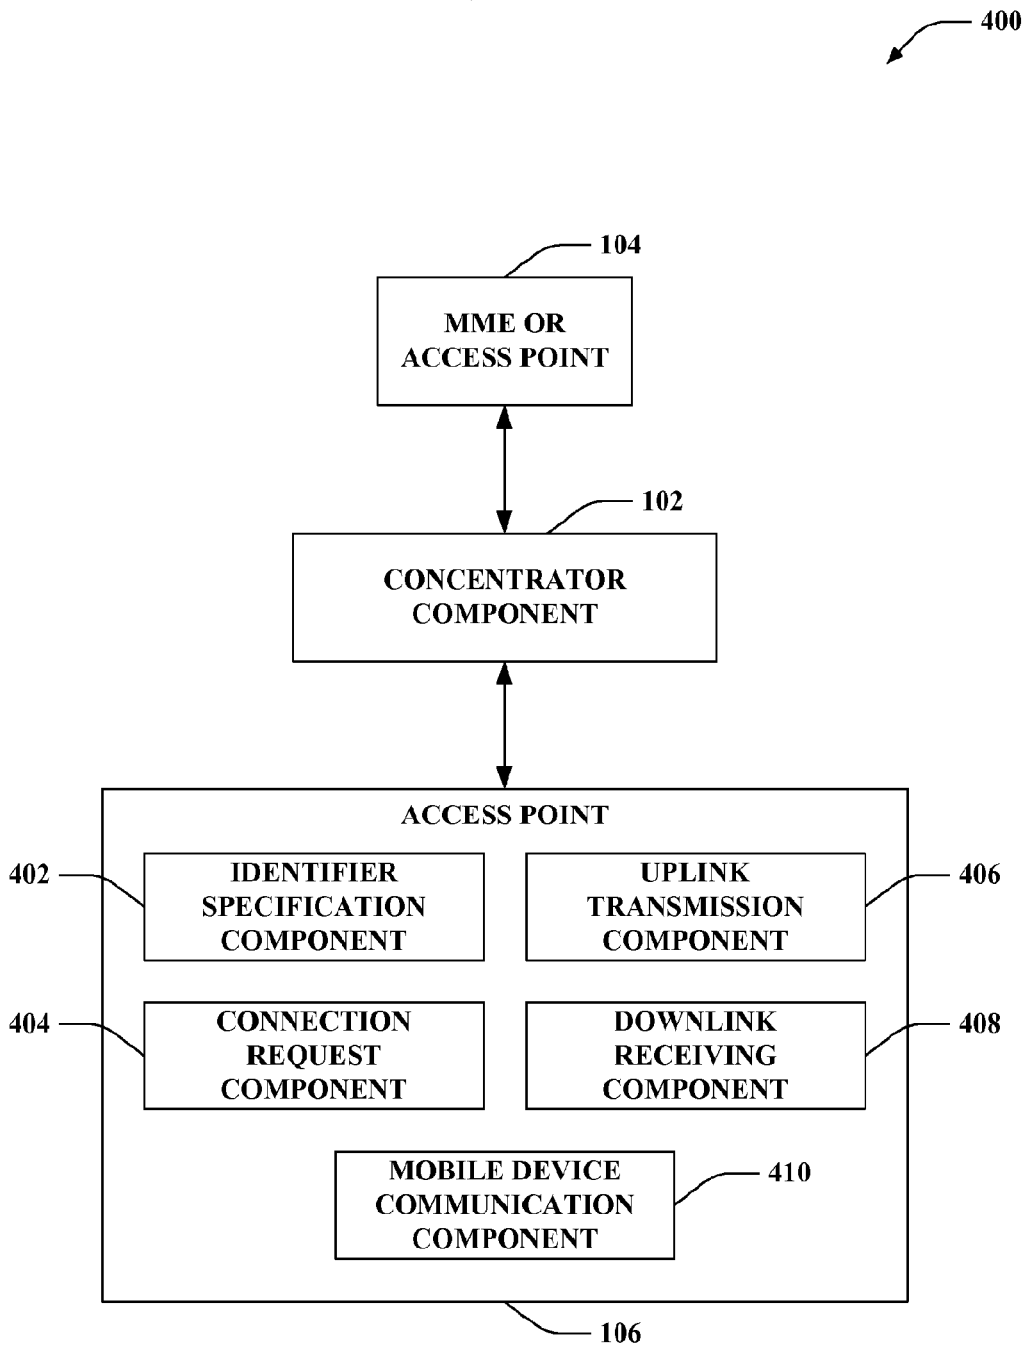 400
104
MME OR
ACCESS POINT
102
CONCENTRATOR
COMPONENT
ACCESS POINT
402
IDENTIFIER
SPECIFICATION
COMPONENT
UPLINK
TRANSMISSION
COMPONENT
406
404
CONNECTION
REQUEST
COMPONENT
DOWNLINK
RECEIVING
COMPONENT
408
MOBILE DEVICE
COMMUNICATION
COMPONENT
410
106